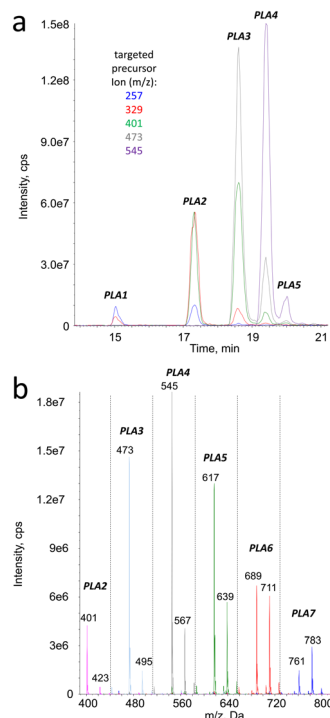 a
PLA4
PLA3
1.5e8
targeted
precursor
Ion (m/z):
257
329
401
473
545
1.2e8
Intensity, cps
9.0e7
PLA2
6.0e7
3.0e7
PLA5
PLA1
0
15 17 19 21
Time, min
b
PLA4
545
1.8e7
PLA3
473
PLA5
617
1.2e7
Intensity, cps
9e6
PLA6
689
711
6e6
PLA2
639
PLA7
401
567
783
3e6
495
761
423
0
400 480 560 640 720 800
m/z, Da